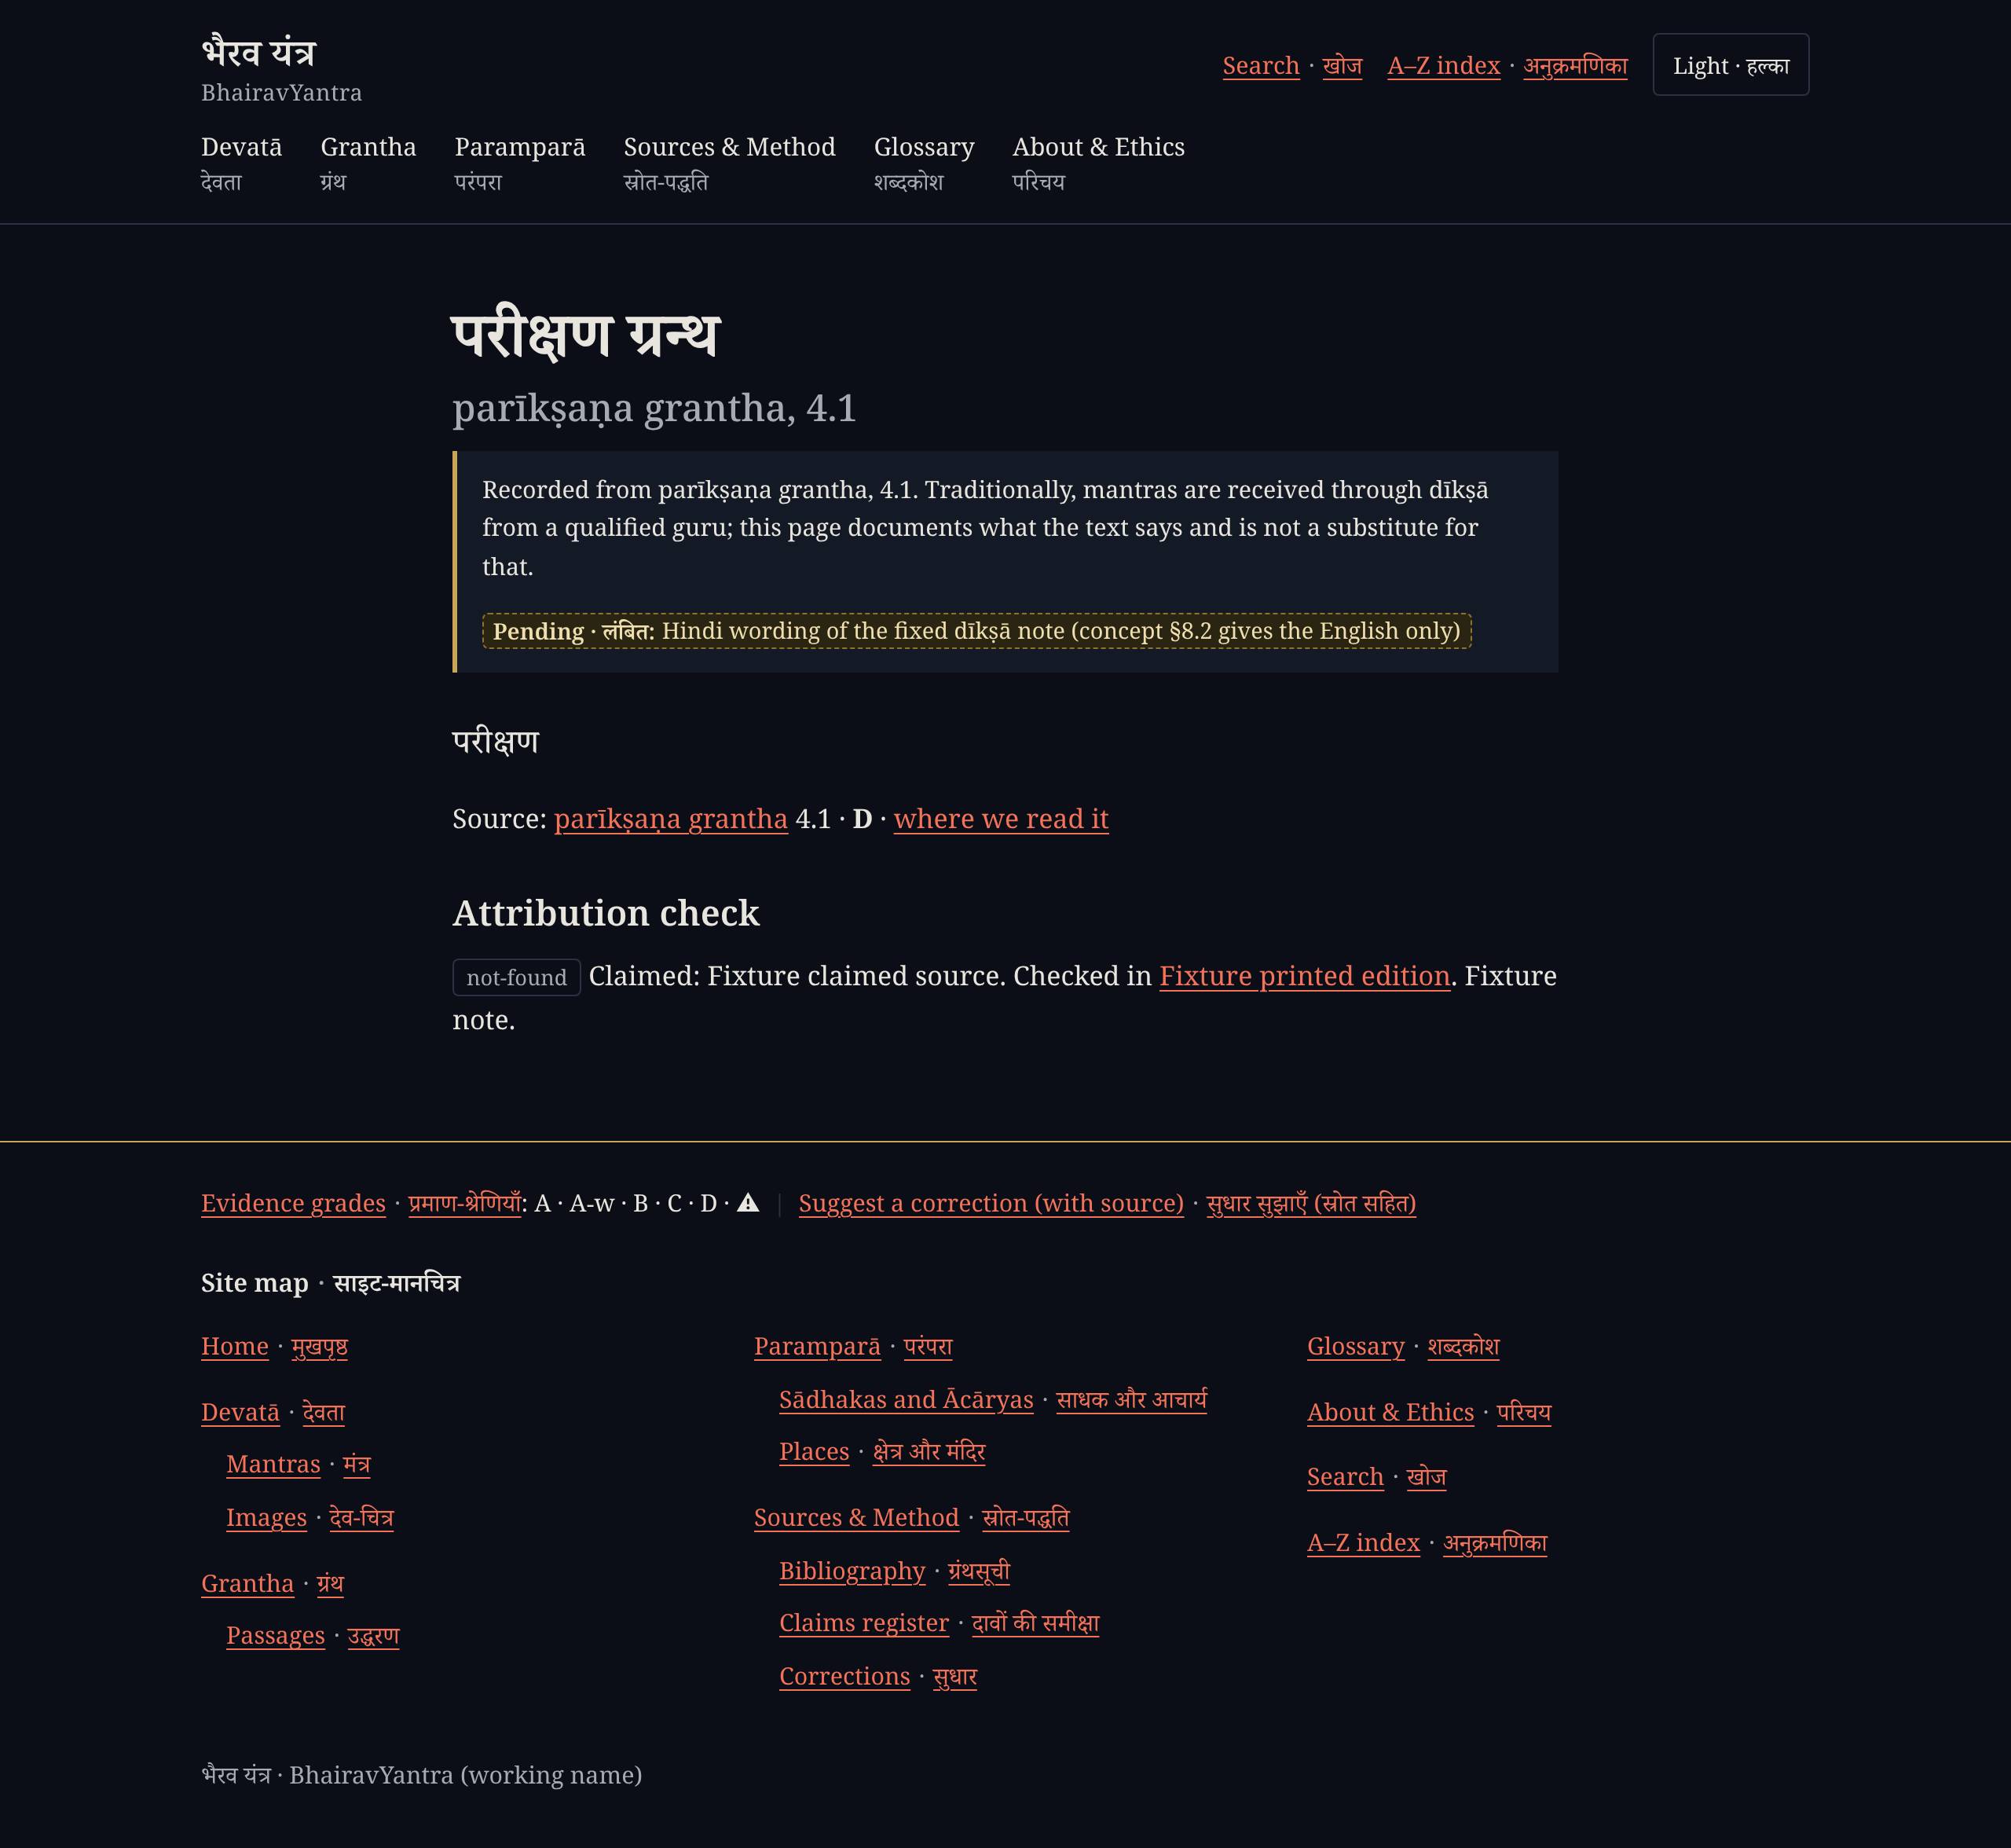 भैरव यंत्र
BhairavYantra
Search · खोज A–Z index · अनुक्रमणिका Light · हल्का
Devatā Grantha Paramparā Sources & Method Glossary About & Ethics
देवता ग्रंथ परंपरा स्रोत-पद्धति शब्दकोश परिचय
परीक्षण ग्रन्थ
parīkṣaṇa grantha, 4.1
Recorded from parīkṣaṇa grantha, 4.1. Traditionally, mantras are received through dīkṣā
from a qualified guru; this page documents what the text says and is not a substitute for
that.
Pending · लंबित: Hindi wording of the fixed dīkṣā note (concept §8.2 gives the English only)
परीक्षण
Source: parīkṣaṇa grantha 4.1 · D · where we read it
Attribution check
not-found Claimed: Fixture claimed source. Checked in Fixture printed edition. Fixture
note.
Evidence grades · प्रमाण-श्रेणियाँ: A · A-w · B · C · D · ⚠ | Suggest a correction (with source) · सुधार सुझाएँ (स्रोत सहित)
Site map · साइट-मानचित्र
Home · मुखपृष्ठ
Devatā · देवता
Mantras · मंत्र
Images · देव-चित्र
Grantha · ग्रंथ
Passages · उद्धरण
Paramparā · परंपरा
Sādhakas and Ācāryas · साधक और आचार्य
Places · क्षेत्र और मंदिर
Sources & Method · स्रोत-पद्धति
Bibliography · ग्रंथसूची
Claims register · दावों की समीक्षा
Corrections · सुधार
Glossary · शब्दकोश
About & Ethics · परिचय
Search · खोज
A–Z index · अनुक्रमणिका
भैरव यंत्र · BhairavYantra (working name)